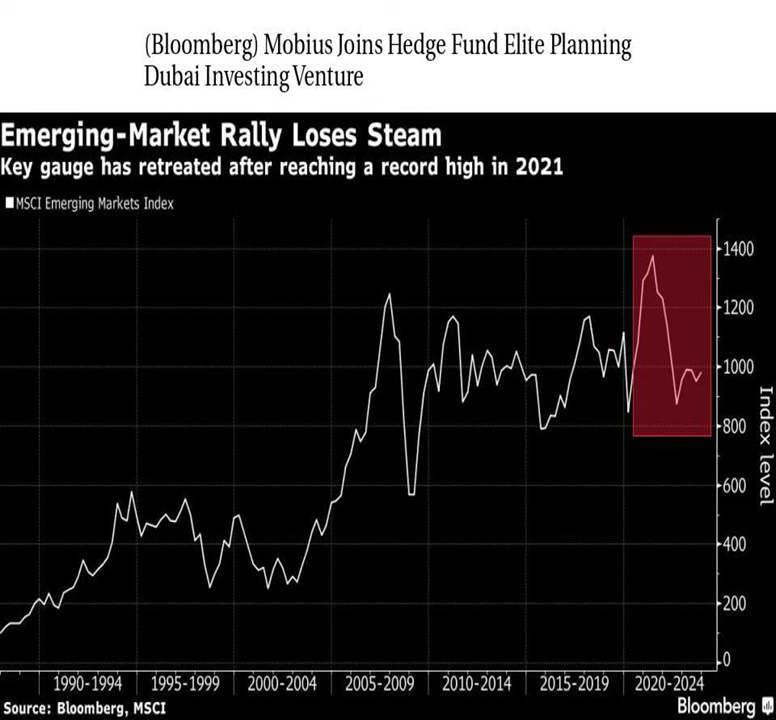 (Bloomberg) Mobius Joins Hedge Fund Elite Planning
Dubai Investing Venture
Emerging-Market Rally Loses Steam
Key gauge has retreated after reaching a record high in 2021
MSCI Emerging Markets Index
1400
1200
1000
800
600
400
200
0
Index level
1990-1994
1995-1999
2000-2004
2005-2009
2010-2014
2015-2019
2020-2024
Source: Bloomberg, MSCI
Bloomberg